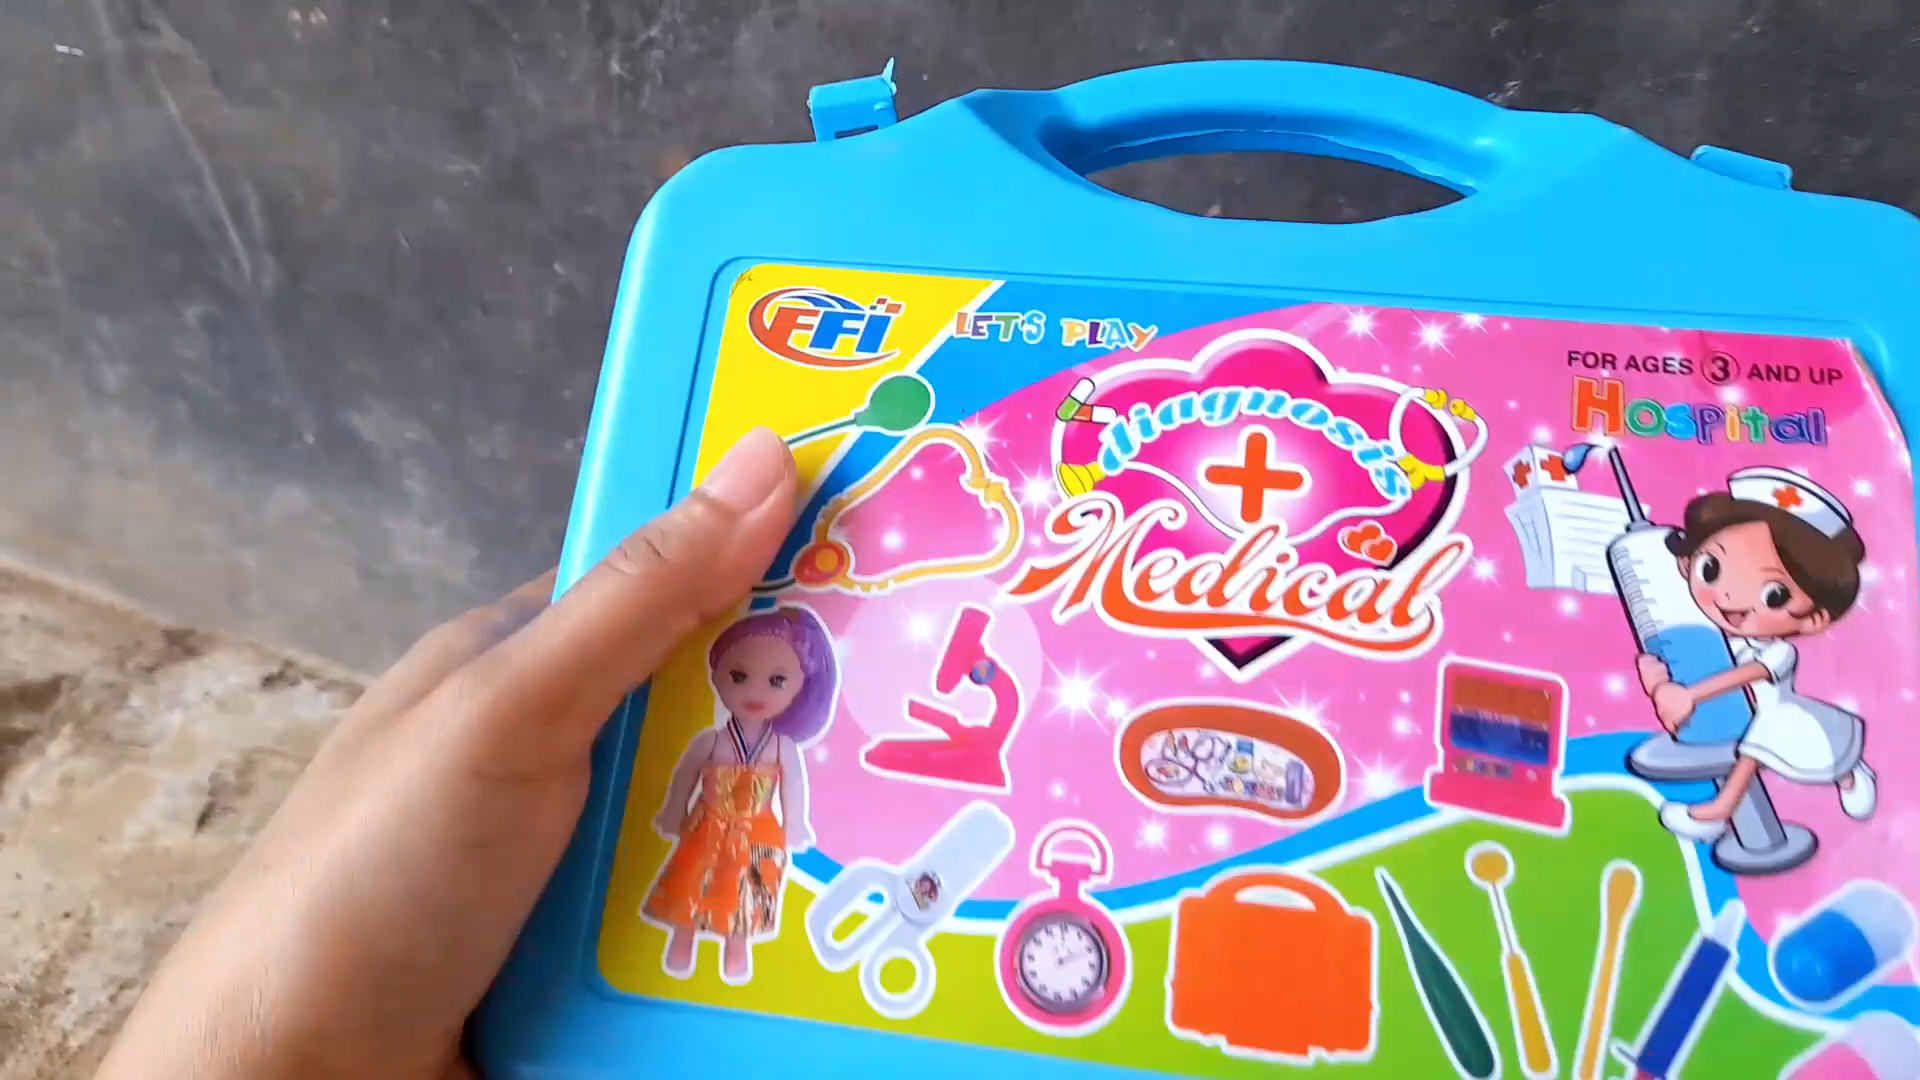 FFi
LET'S PLAY
FOR AGES 3 AND UP
Hospital
diagnosis
Medical